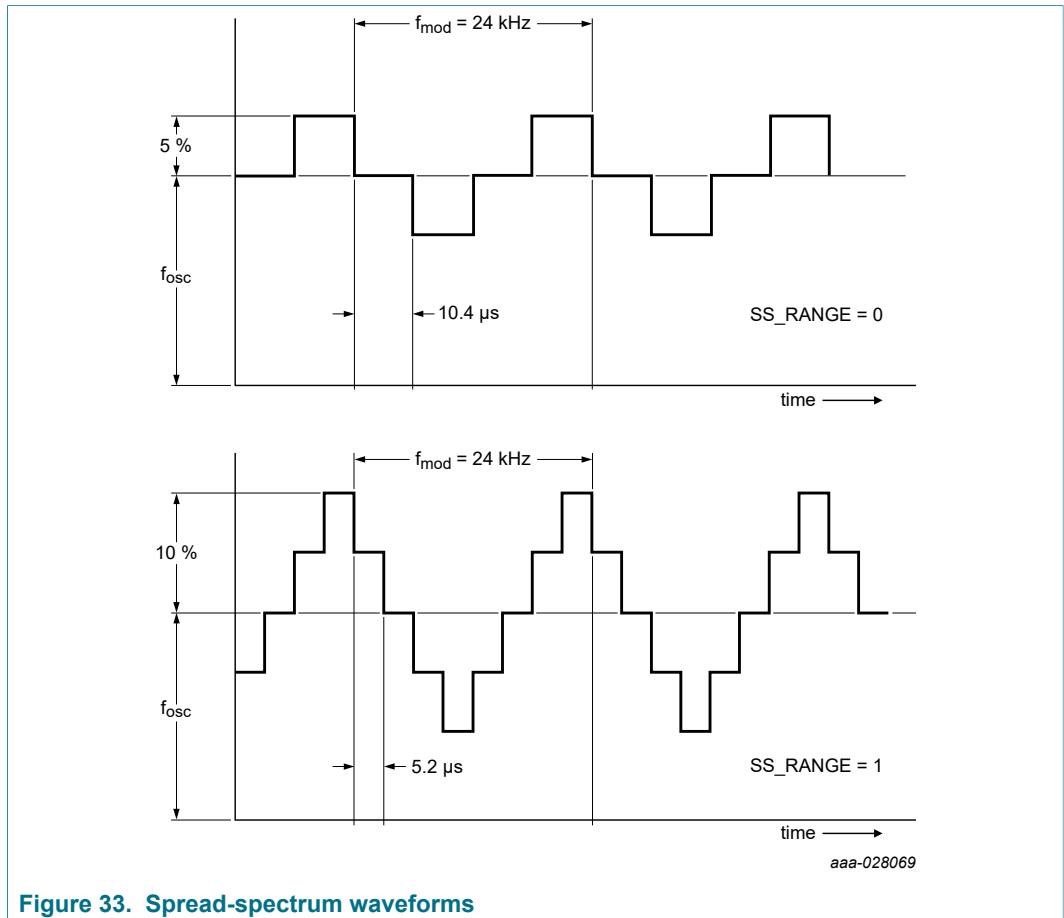 fmod = 24 kHz
5 %
fosc
10.4 µs
SS_RANGE = 0
time
fmod = 24 kHz
10 %
fosc
5.2 µs
SS_RANGE = 1
time
aaa-028069
Figure 33. Spread-spectrum waveforms